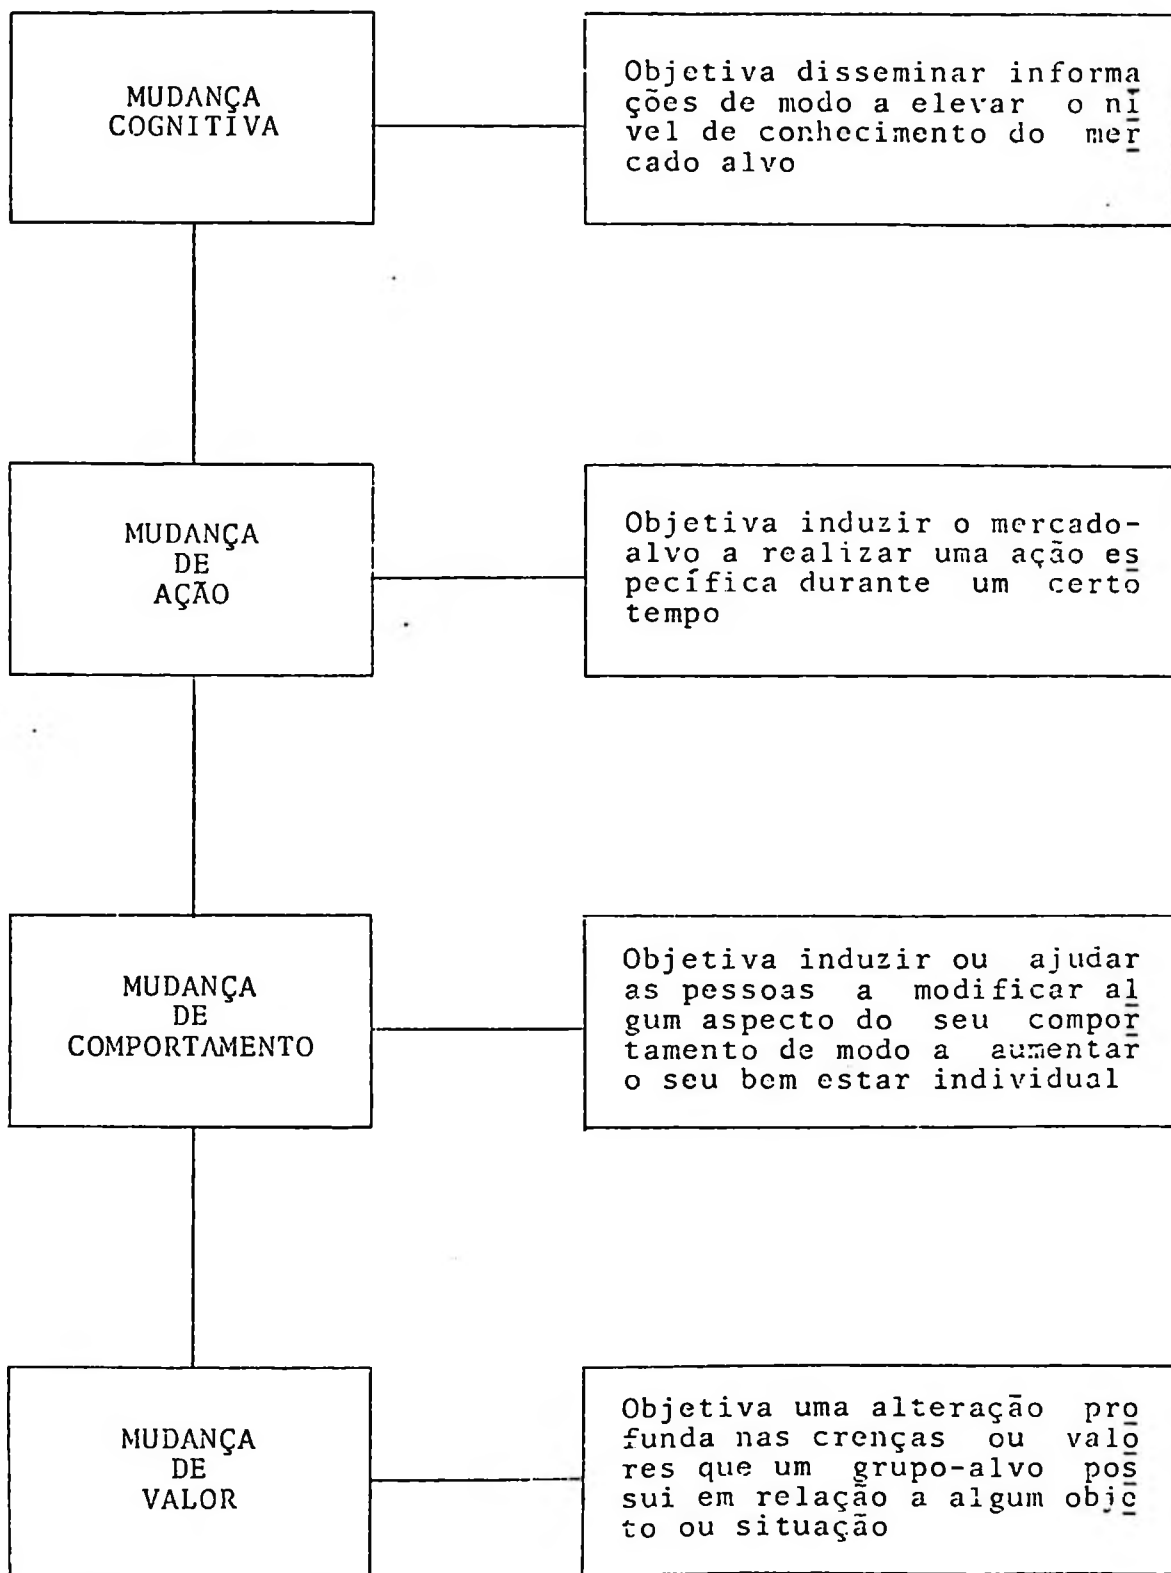 MUDANÇA
COGNITIVA
Objetiva disseminar informa
ções de modo a elevar o ní
vel de conhecimento do mer
cado alvo
MUDANÇA
DE
AÇÃO
Objetiva induzir o mercado-
alvo a realizar uma ação es
pecífica durante um certo
tempo
MUDANÇA
DE
COMPORTAMENTO
Objetiva induzir ou ajudar
as pessoas a modificar al
gum aspecto do seu compor
tamento de modo a aumentar
o seu bem estar individual
MUDANÇA
DE
VALOR
Objetiva uma alteração pro
funda nas crenças ou valo
res que um grupo-alvo pos
sui em relação a algum obje
to ou situação